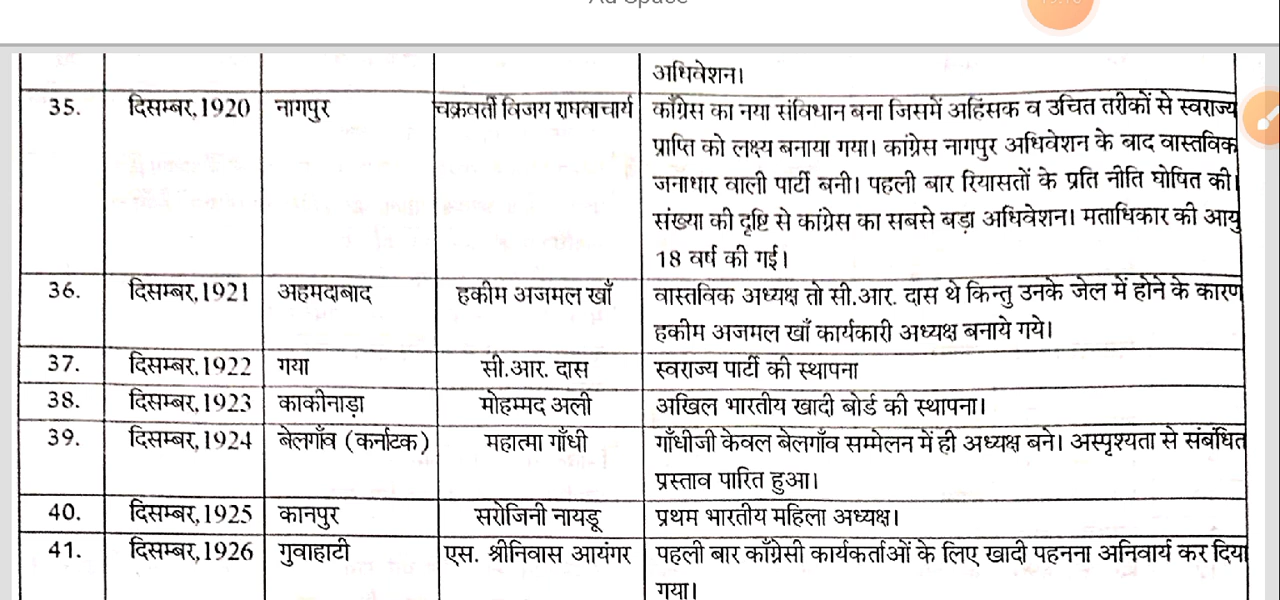 अधिवेशन।
35. दिसम्बर,1920 नागपुर चक्रवर्ती विजय राघवाचार्य काँग्रेस का नया संविधान बना जिसमें अहिंसक व उचित तरीकों से स्वराज्य
प्राप्ति को लक्ष्य बनाया गया। कांग्रेस नागपुर अधिवेशन के बाद वास्तविक
जनाधार वाली पार्टी बनी। पहली बार रियासतों के प्रति नीति घोषित की।
संख्या की दृष्टि से कांग्रेस का सबसे बड़ा अधिवेशन। मताधिकार की आयु
18 वर्ष की गई।
36. दिसम्बर,1921 अहमदाबाद हकीम अजमल खाँ वास्तविक अध्यक्ष तो सी.आर. दास थे किन्तु उनके जेल में होने के कारण
हकीम अजमल खाँ कार्यकारी अध्यक्ष बनाये गये।
37. दिसम्बर,1922 गया सी.आर. दास स्वराज्य पार्टी की स्थापना
38. दिसम्बर,1923 काकीनाड़ा मोहम्मद अली अखिल भारतीय खादी बोर्ड की स्थापना।
39. दिसम्बर,1924 बेलगाँव (कर्नाटक) महात्मा गाँधी गाँधीजी केवल बेलगाँव सम्मेलन में ही अध्यक्ष बने। अस्पृश्यता से संबंधित
प्रस्ताव पारित हुआ।
40. दिसम्बर,1925 कानपुर सरोजिनी नायडू प्रथम भारतीय महिला अध्यक्ष।
41. दिसम्बर,1926 गुवाहाटी एस. श्रीनिवास आयंगर पहली बार काँग्रेसी कार्यकर्ताओं के लिए खादी पहनना अनिवार्य कर दिया
गया।